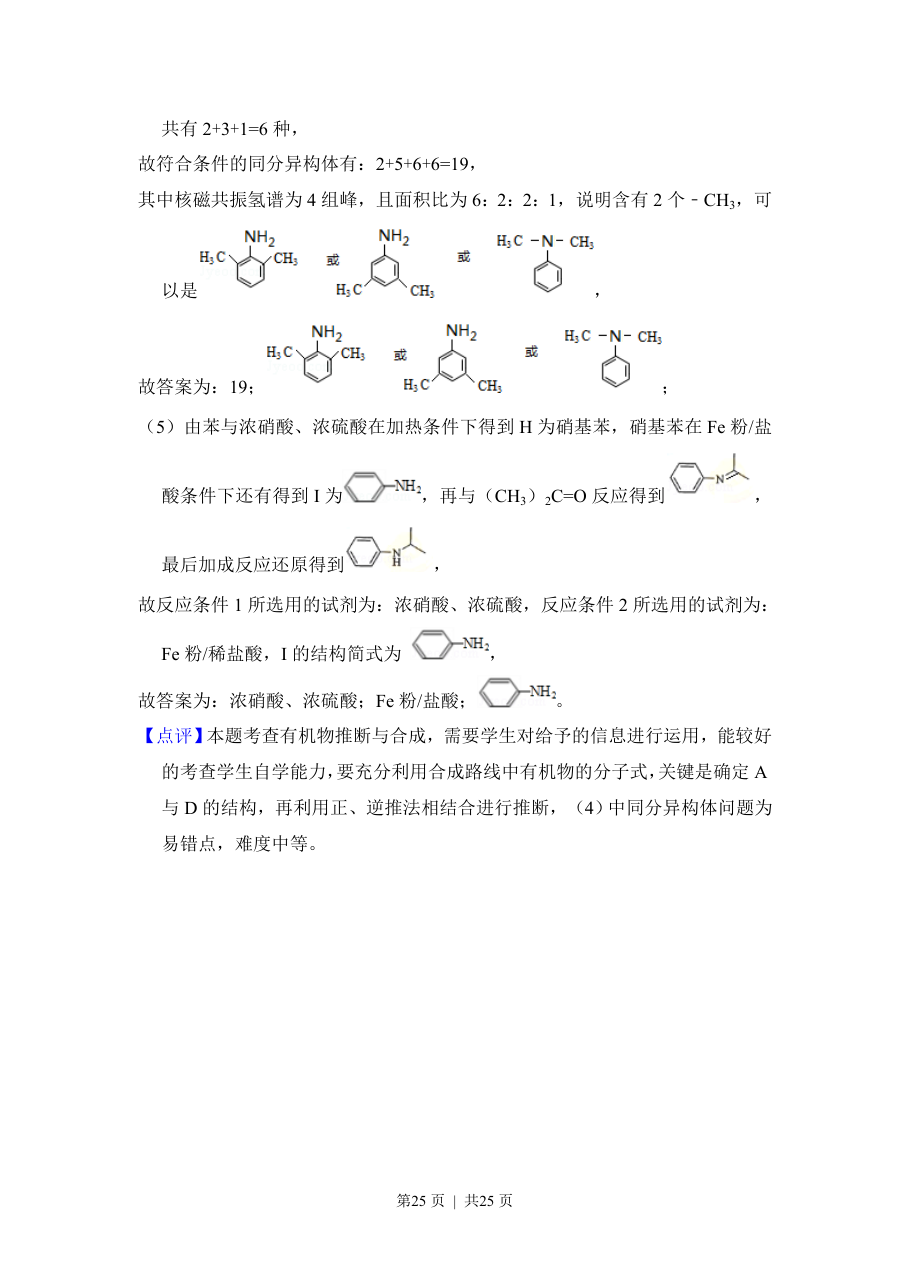 共有 2+3+1=6 种，
故符合条件的同分异构体有：2+5+6+6=19，
其中核磁共振氢谱为 4 组峰，且面积比为 6：2：2：1，说明含有 2 个﹣CH3，可
NH2 H3C CH3 或 NH2 H3C CH3 或 H3C N CH3
以是，
NH2 H3C CH3 或 NH2 H3C CH3 或 H3C N CH3
故答案为：19；；
（5）由苯与浓硝酸、浓硫酸在加热条件下得到 H 为硝基苯，硝基苯在 Fe 粉/盐
酸条件下还有得到 I 为NH2，再与（CH3）2C=O 反应得到N，
最后加成反应还原得到N H，
故反应条件 1 所选用的试剂为：浓硝酸、浓硫酸，反应条件 2 所选用的试剂为：
Fe 粉/稀盐酸，I 的结构简式为 NH2，
故答案为：浓硝酸、浓硫酸；Fe 粉/盐酸；NH2。
【点评】本题考查有机物推断与合成，需要学生对给予的信息进行运用，能较好
的考查学生自学能力，要充分利用合成路线中有机物的分子式，关键是确定 A
与 D 的结构，再利用正、逆推法相结合进行推断，（4）中同分异构体问题为
易错点，难度中等。
第25 页 | 共25 页